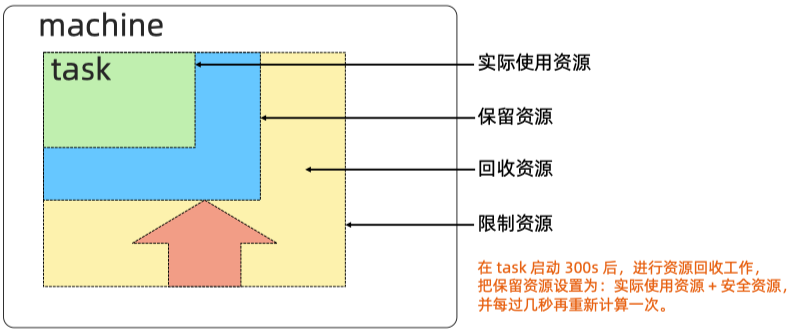 machine
task
实际使用资源
保留资源
回收资源
限制资源
在 task 启动 300s 后，进行资源回收工作，
把保留资源设置为：实际使用资源 + 安全资源，
并每过几秒再重新计算一次。